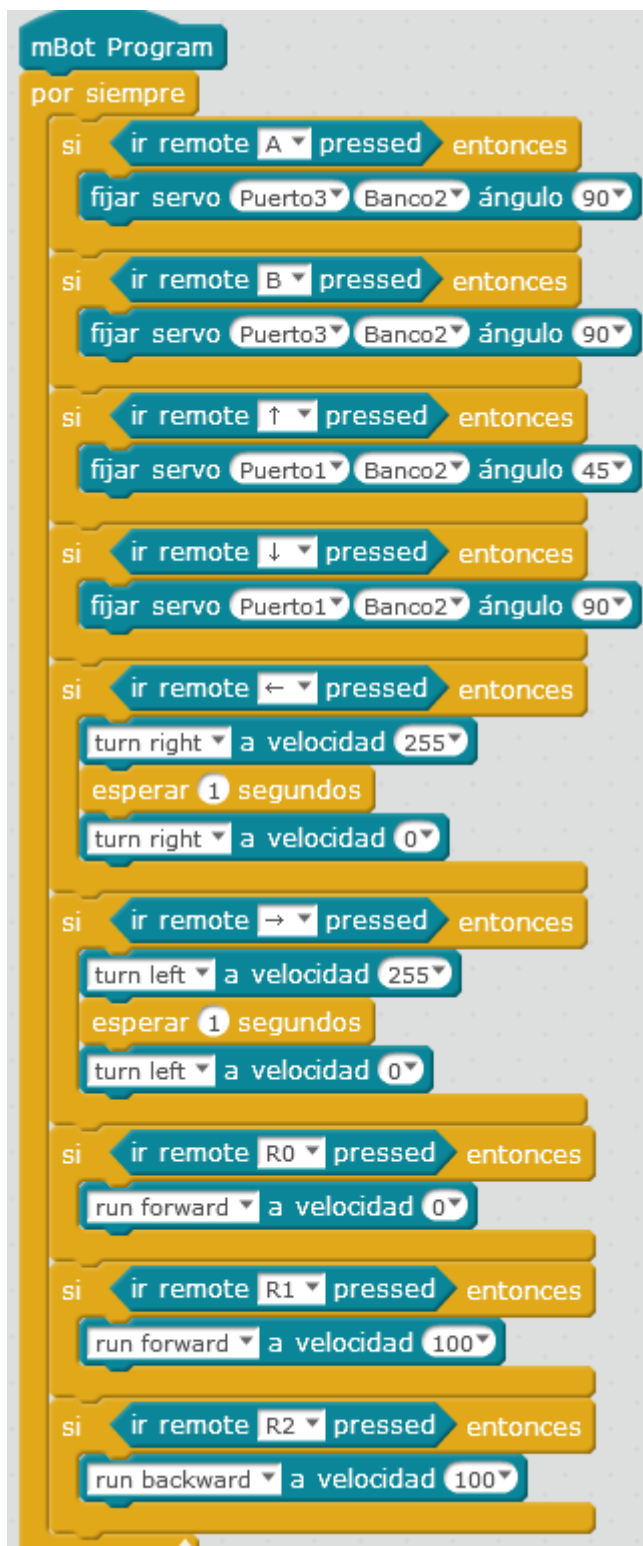 mBot Program
por siempre
si ir remote A pressed entonces
fijar servo Puerto3 Banco2 ángulo 90
si ir remote B pressed entonces
fijar servo Puerto3 Banco2 ángulo 90
si ir remote ↑ pressed entonces
fijar servo Puerto1 Banco2 ángulo 45
si ir remote ↓ pressed entonces
fijar servo Puerto1 Banco2 ángulo 90
si ir remote ← pressed entonces
turn right a velocidad 255
esperar 1 segundos
turn right a velocidad 0
si ir remote → pressed entonces
turn left a velocidad 255
esperar 1 segundos
turn left a velocidad 0
si ir remote R0 pressed entonces
run forward a velocidad 0
si ir remote R1 pressed entonces
run forward a velocidad 100
si ir remote R2 pressed entonces
run backward a velocidad 100